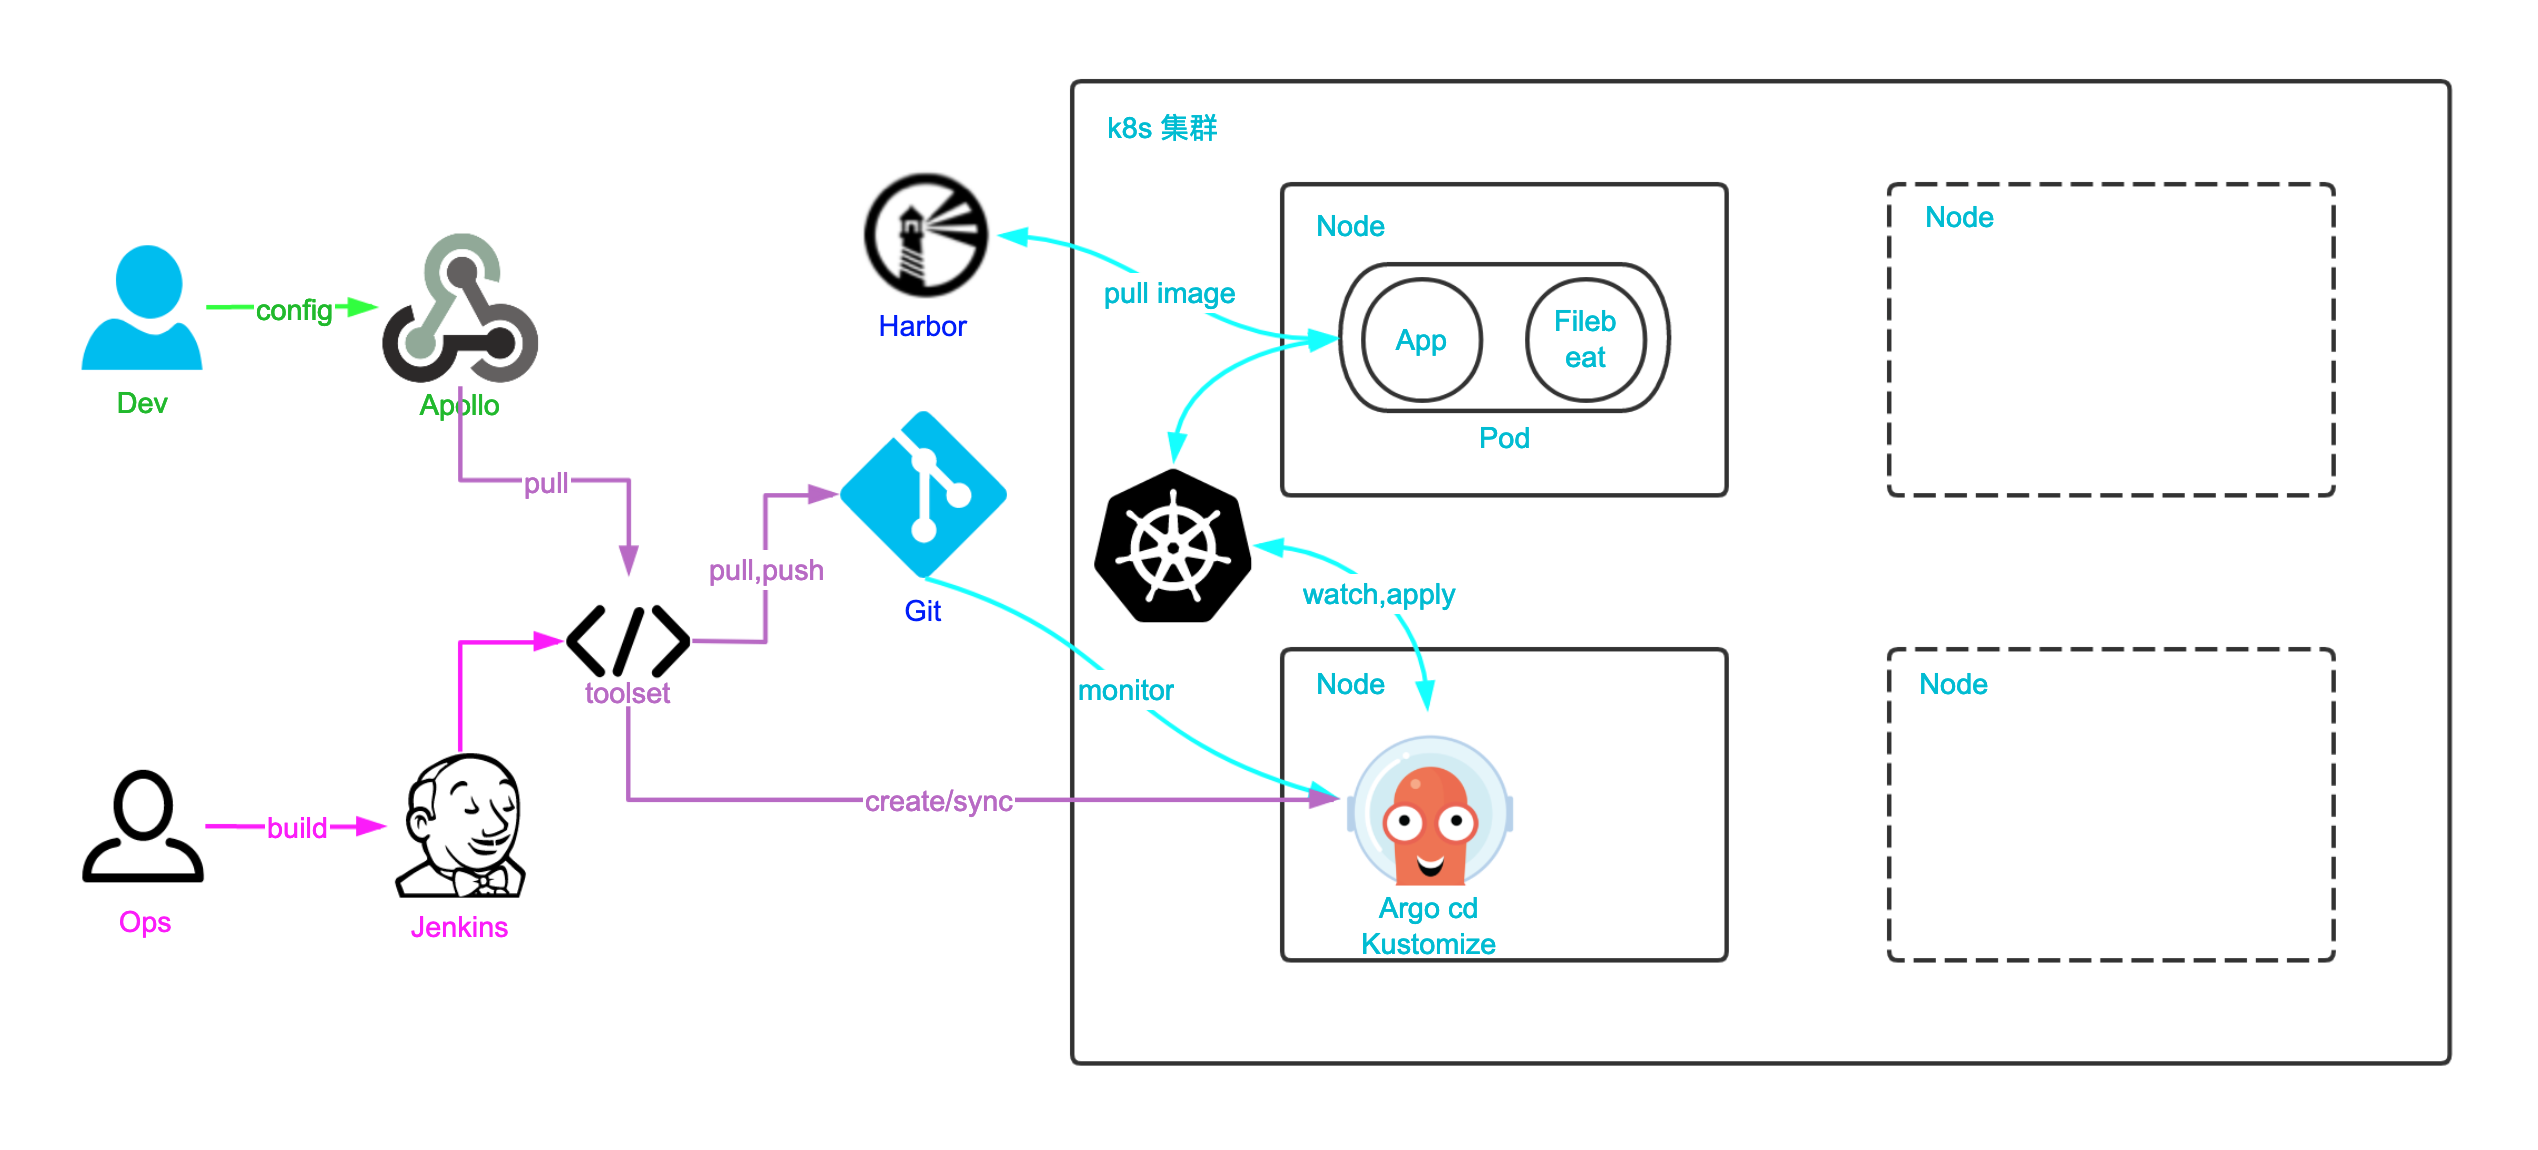 k8s 集群
Node
Node
config
pull image
Fileb
eat
App
Harbor
Dev
Apollo
Pod
pull
pull,push
Git
watch,apply
toolset
monitor
Node
Node
create/sync
build
Argo cd
Kustomize
Ops
Jenkins